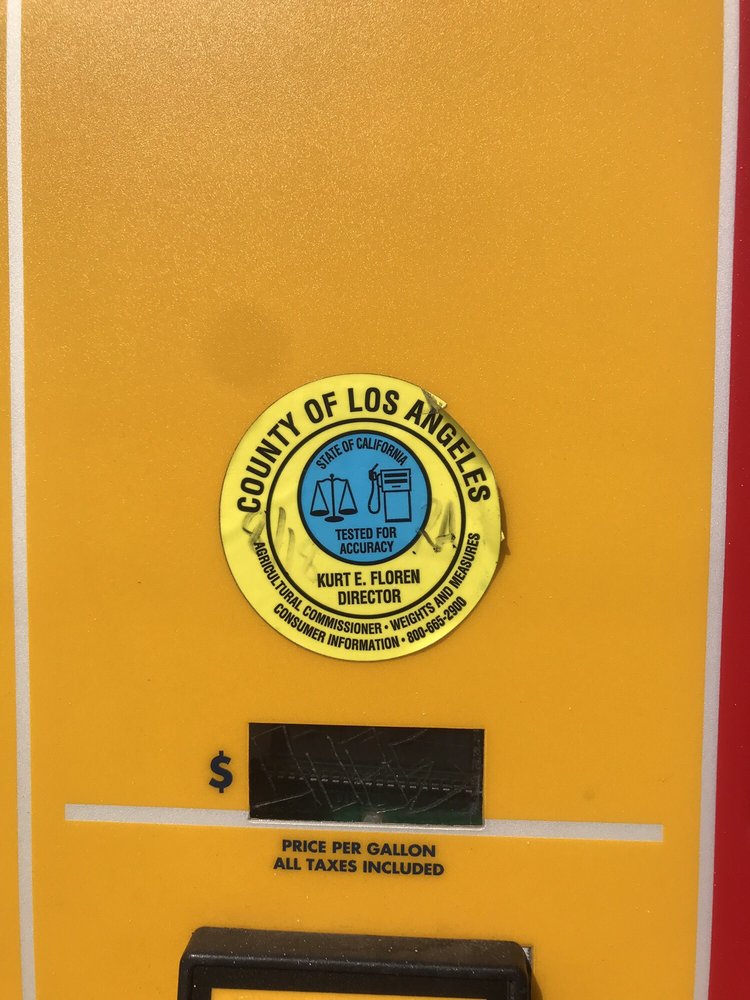 COUNTY OF LOS ANGELES
STATE OF CALIFORNIA
TESTED FOR
ACCURACY
KURT E. FLOREN
DIRECTOR
AGRICULTURAL COMMISSIONER • WEIGHTS AND MEASURES
CONSUMER INFORMATION • 800-665-2900
$
PRICE PER GALLON
ALL TAXES INCLUDED